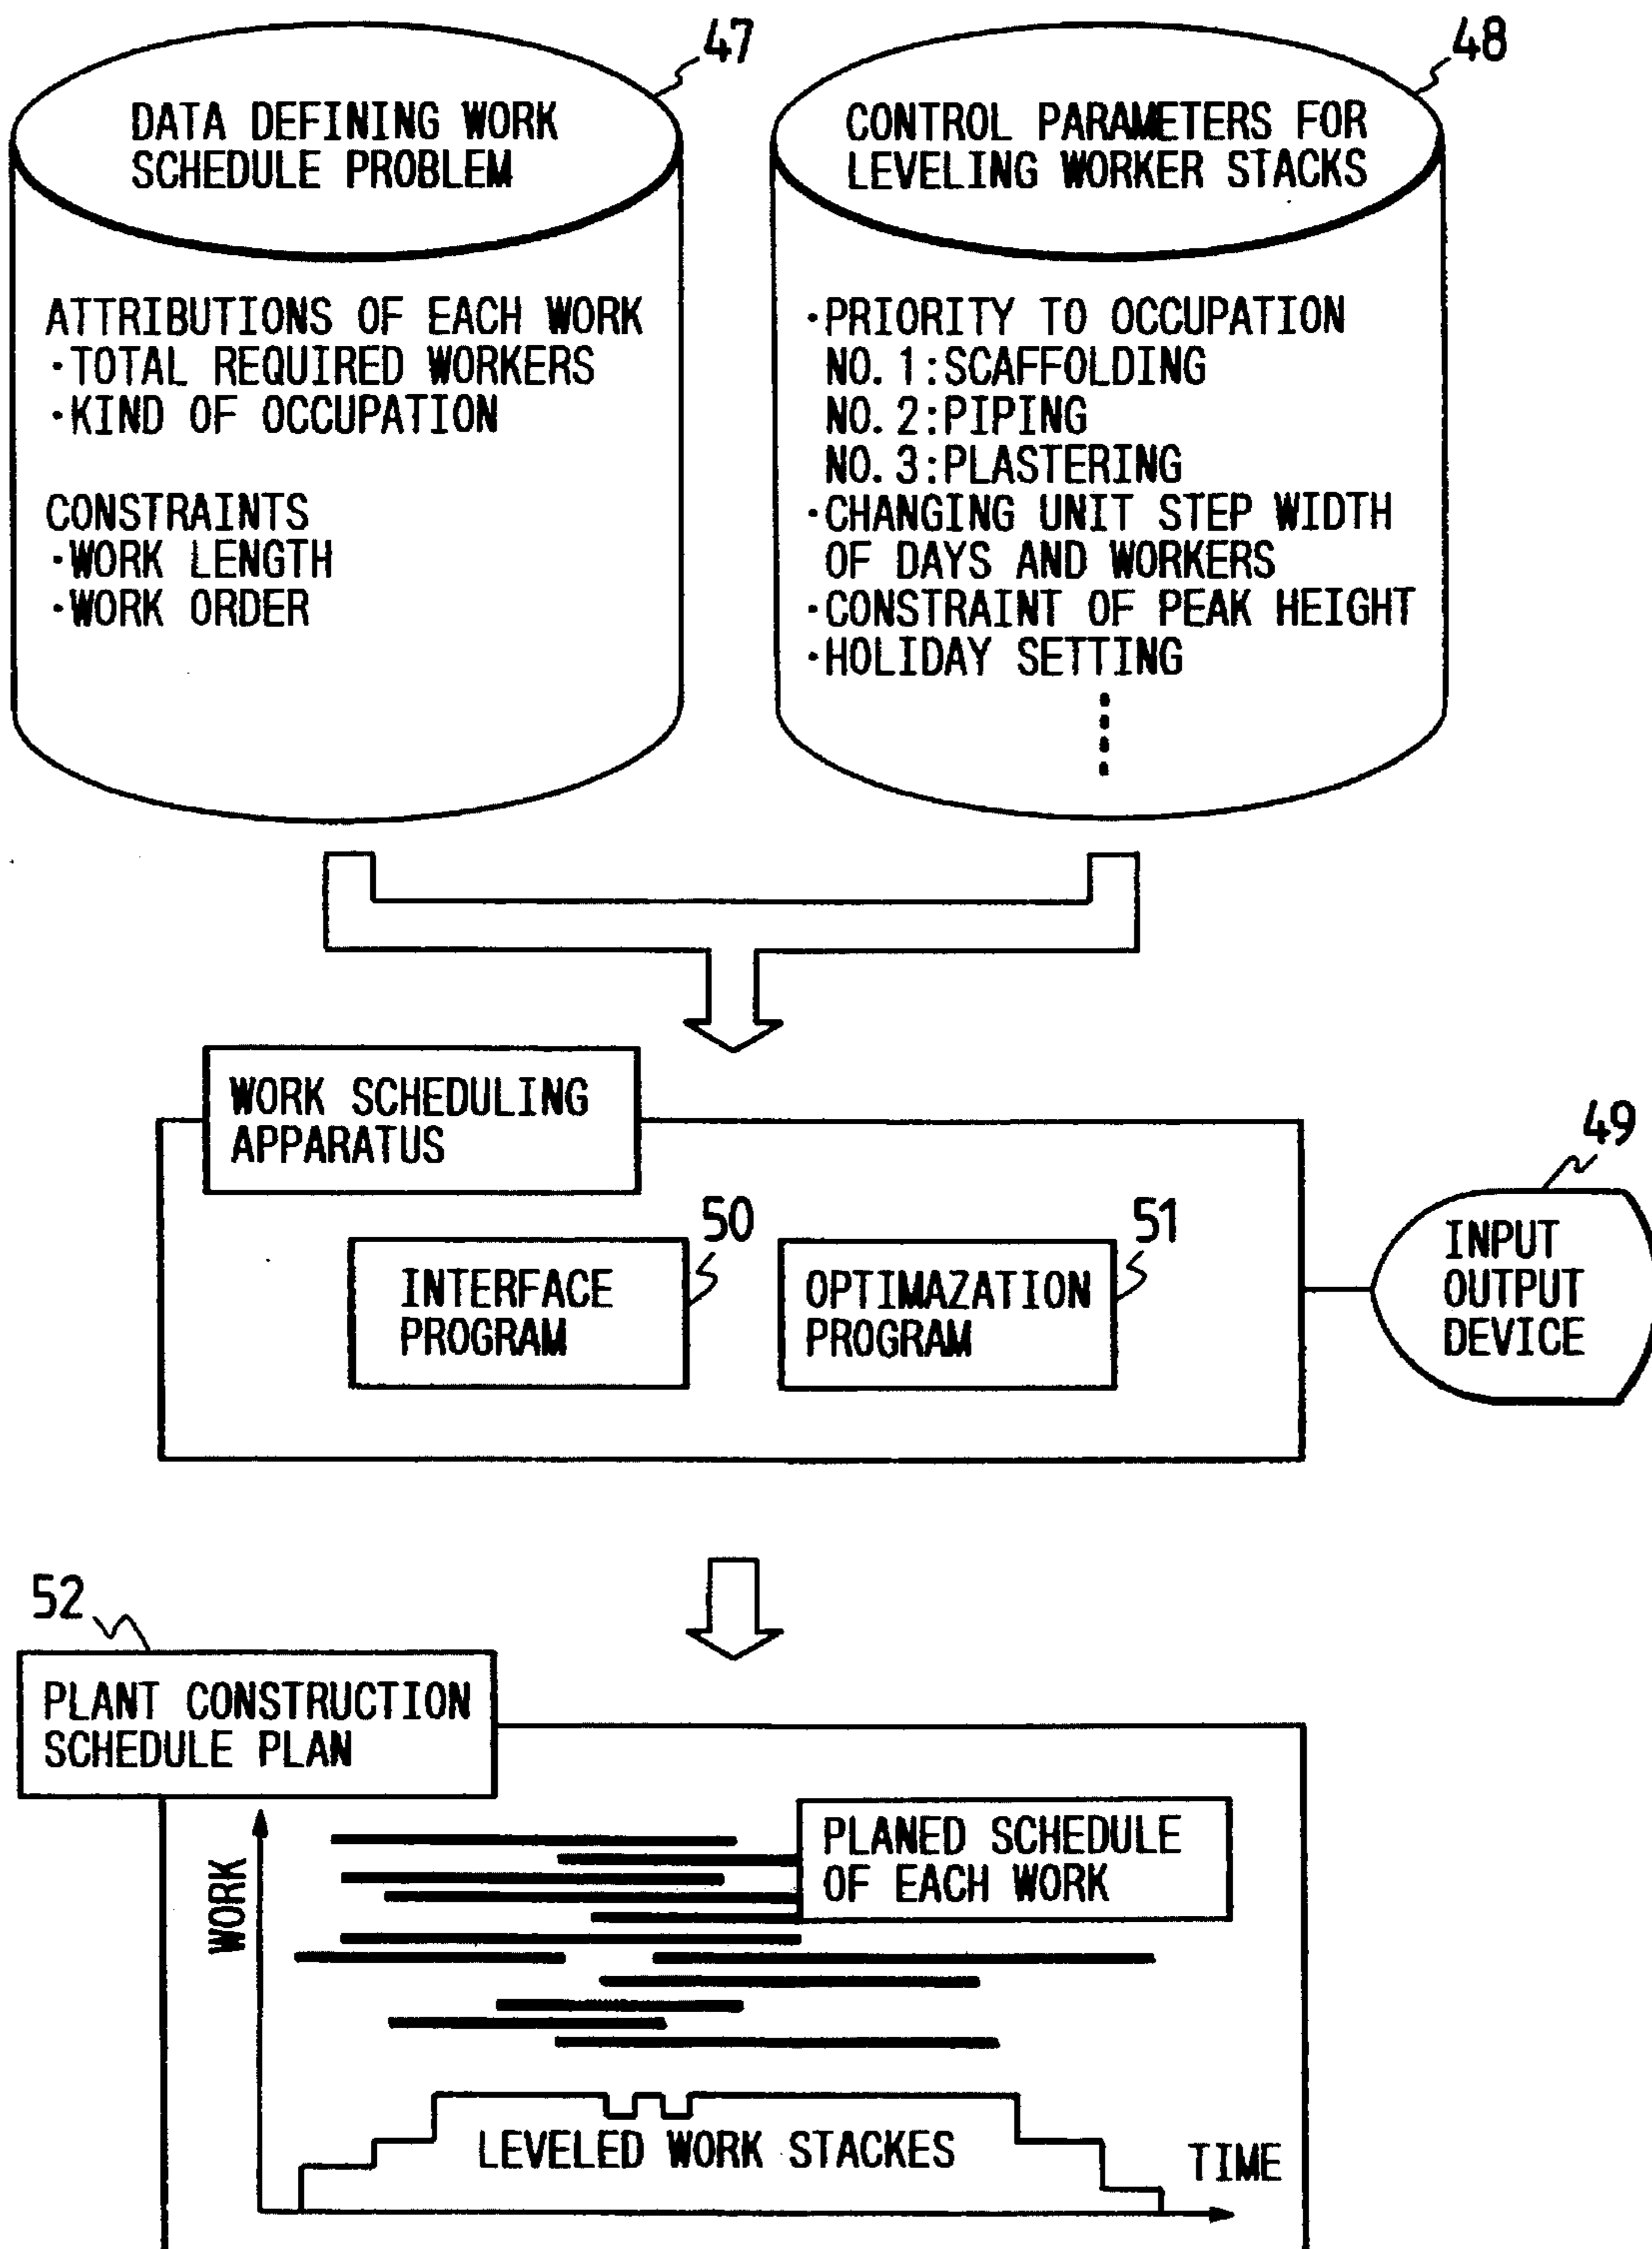 47
DATA DEFINING WORK
SCHEDULE PROBLEM
ATTRIBUTIONS OF EACH WORK
·TOTAL REQUIRED WORKERS
·KIND OF OCCUPATION
CONSTRAINTS
·WORK LENGTH
·WORK ORDER
48
CONTROL PARAMETERS FOR
LEVELING WORKER STACKS
·PRIORITY TO OCCUPATION
NO. 1:SCAFFOLDING
NO. 2:PIPING
NO. 3:PLASTERING
·CHANGING UNIT STEP WIDTH
OF DAYS AND WORKERS
·CONSTRAINT OF PEAK HEIGHT
·HOLIDAY SETTING
WORK SCHEDULING
APPARATUS
50
INTERFACE
PROGRAM
51
OPTIMAZATION
PROGRAM
49
INPUT
OUTPUT
DEVICE
52
PLANT CONSTRUCTION
SCHEDULE PLAN
WORK
PLANED SCHEDULE
OF EACH WORK
LEVELED WORK STACKES
TIME